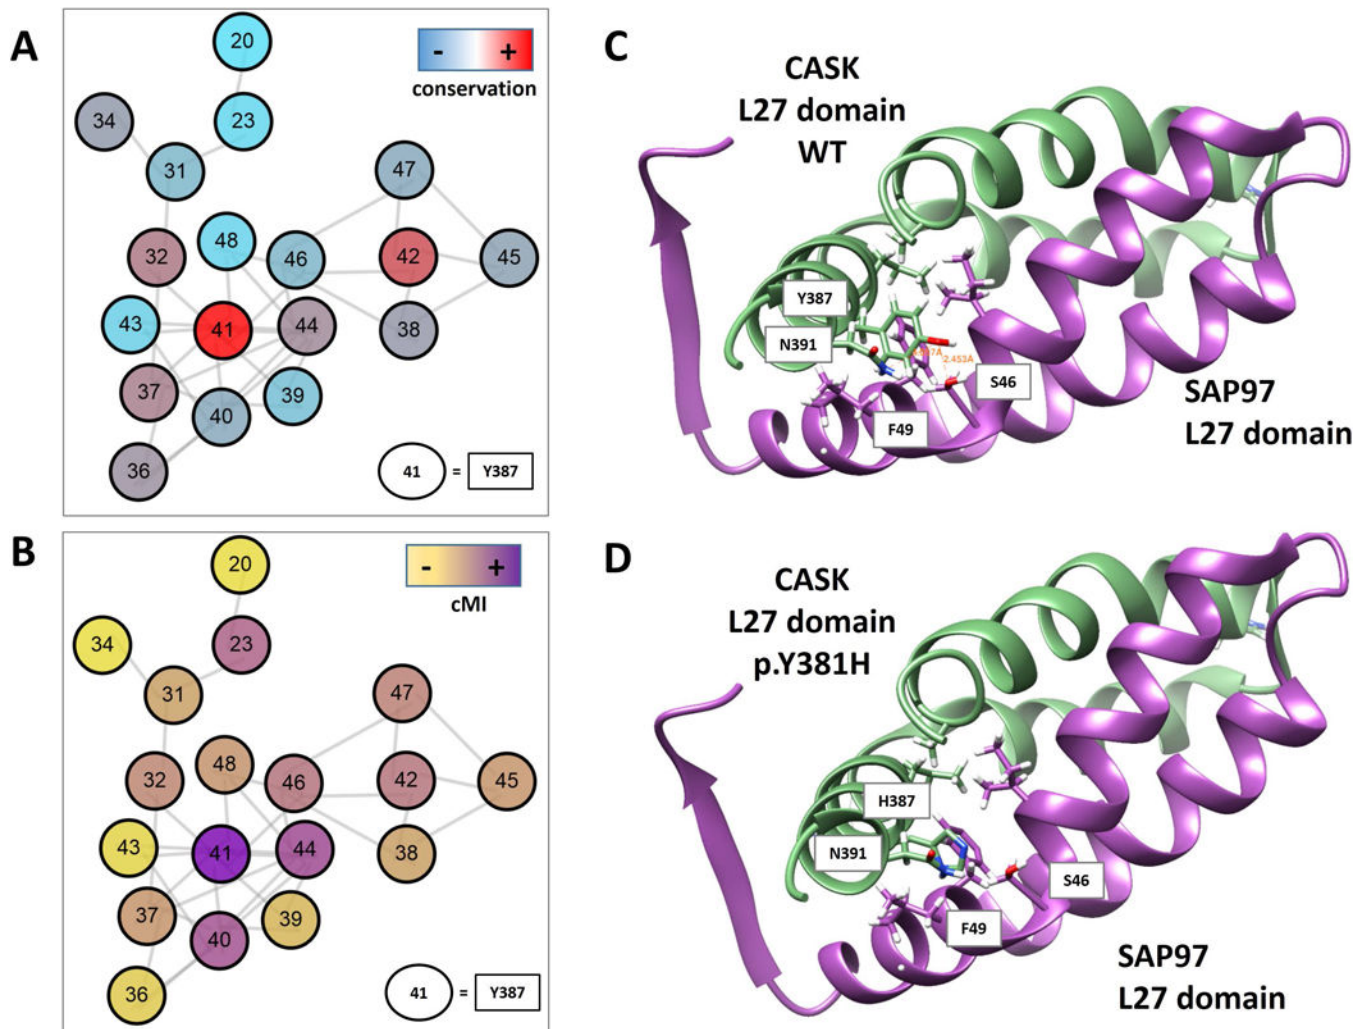 A
20
- +
conservation
34
23
31
47
32
48
46
42
45
43
41
44
38
37
40
39
36
41 = Y387
B
20
- +
cMI
34
23
31
47
32
48
46
42
45
43
41
44
38
37
40
39
36
41 = Y387
C
CASK
L27 domain
WT
Y387
N391
2.453A
S46
F49
SAP97
L27 domain
D
CASK
L27 domain
p.Y381H
H387
N391
S46
F49
SAP97
L27 domain